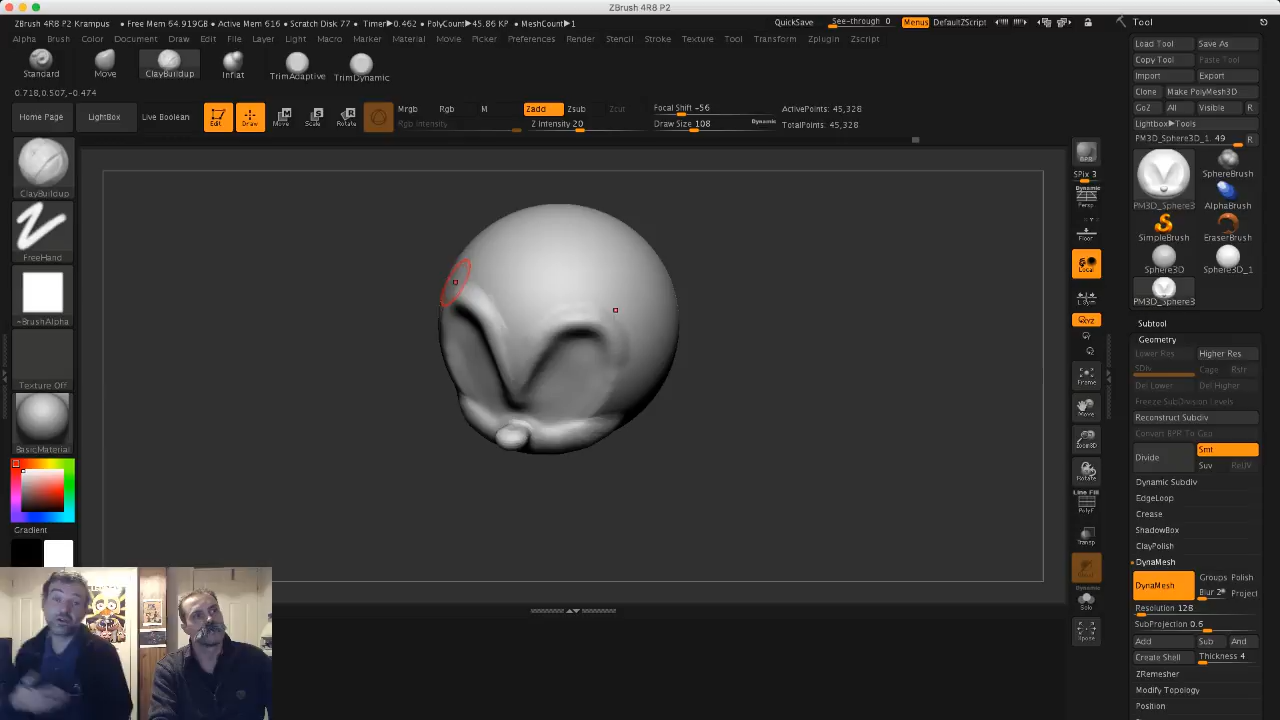 ZBrush 4R8 P2
ZBrush 4R8 P2 Krampus • Free Mem 64.919GB • Active Mem 616 • Scratch Disk 77 • Timer▶0.462 • PolyCount▶45.86 KP • MeshCount▶1
QuickSave
See-through 0
Menus
DefaultZScript
Tool
Alpha Brush Color Document Draw Edit File Layer Light Macro Marker Material Movie Picker Preferences Render Stencil Stroke Texture Tool Transform Zplugin Zscript
Load Tool Save As
Copy Tool Paste Tool
Import Export
Clone Make PolyMesh3D
GoZ All Visible R
Lightbox▶Tools
PM3D_Sphere3D_1. 49 R
Standard Move ClayBuildup Inflat TrimAdaptive TrimDynamic
0.718,0.507,-0.474
Home Page LightBox Live Boolean
Edit Draw Move Scale Rotate
Mrgb Rgb M
Rgb Intensity
Zadd Zsub Zcut
Z Intensity 20
Focal Shift -56
Draw Size 108
Dynamic
ActivePoints: 45,328
TotalPoints: 45,328
ClayBuildup
FreeHand
~BrushAlpha
Texture Off
BasicMaterial
Gradient
BPR
SPix 3
Dynamic
Persp
Floor
Local
L.Sym
Frame
Move
Zoom3D
Rotate
Line Fill
PolyF
Transp
Dynamic
Solo
Xpose
PM3D_Sphere3 SphereBrush
AlphaBrush
SimpleBrush EraserBrush
Sphere3D Sphere3D_1
PM3D_Sphere3
Subtool
Geometry
Lower Res Higher Res
SDiv Cage Rstr
Del Lower Del Higher
Freeze SubDivision Levels
Reconstruct Subdiv
Convert BPR To Geo
Divide Smt
Suv ReUV
Dynamic Subdiv
EdgeLoop
Crease
ShadowBox
ClayPolish
DynaMesh
DynaMesh Groups Polish
Blur 2 Project
Resolution 128
SubProjection 0.6
Add Sub And
Create Shell Thickness 4
ZRemesher
Modify Topology
Position